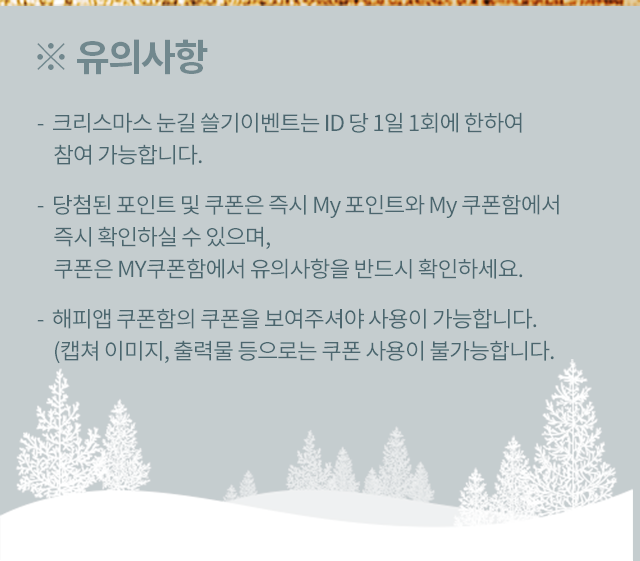 ※ 유의사항
- 크리스마스 눈길 쓸기이벤트는 ID 당 1일 1회에 한하여
참여 가능합니다.
- 당첨된 포인트 및 쿠폰은 즉시 My 포인트와 My 쿠폰함에서
즉시 확인하실 수 있으며,
쿠폰은 MY쿠폰함에서 유의사항을 반드시 확인하세요.
- 해피앱 쿠폰함의 쿠폰을 보여주셔야 사용이 가능합니다.
(캡쳐 이미지, 출력물 등으로는 쿠폰 사용이 불가능합니다.